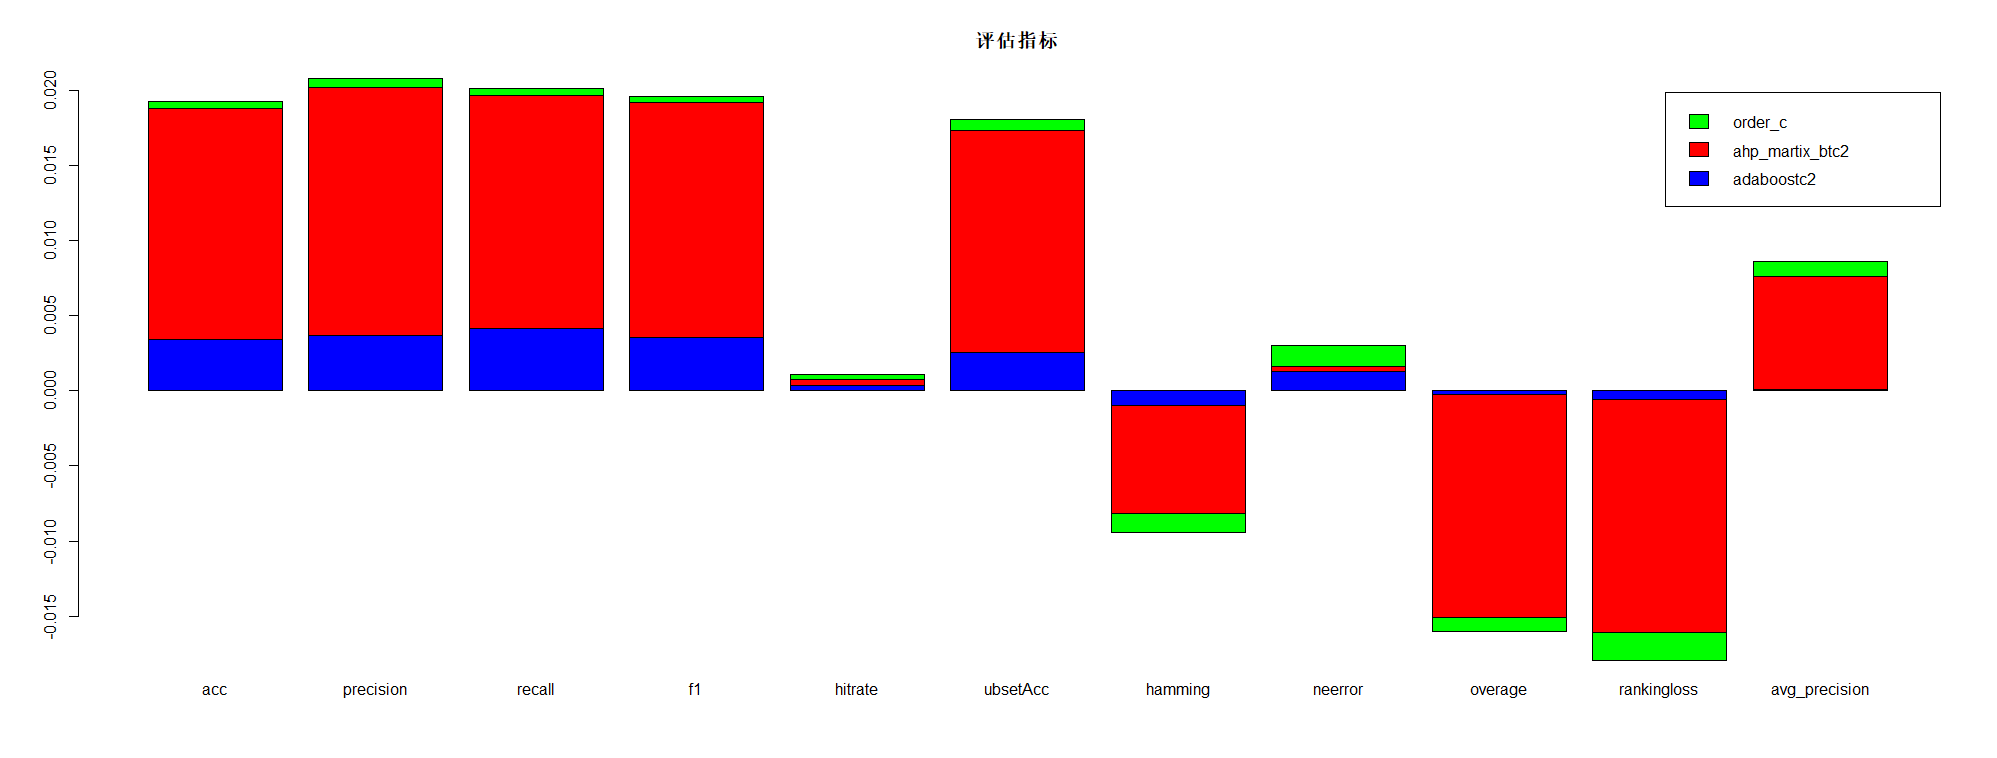 评估指标
0.020
0.015
0.010
0.005
0.000
-0.005
-0.010
-0.015
order_c
ahp_martix_btc2
adaboostc2
acc precision recall f1 hitrate ubsetAcc hamming neerror overage rankingloss avg_precision